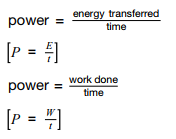 power = energy transferred / time
[P = E / t]
power = work done / time
[P = W / t]